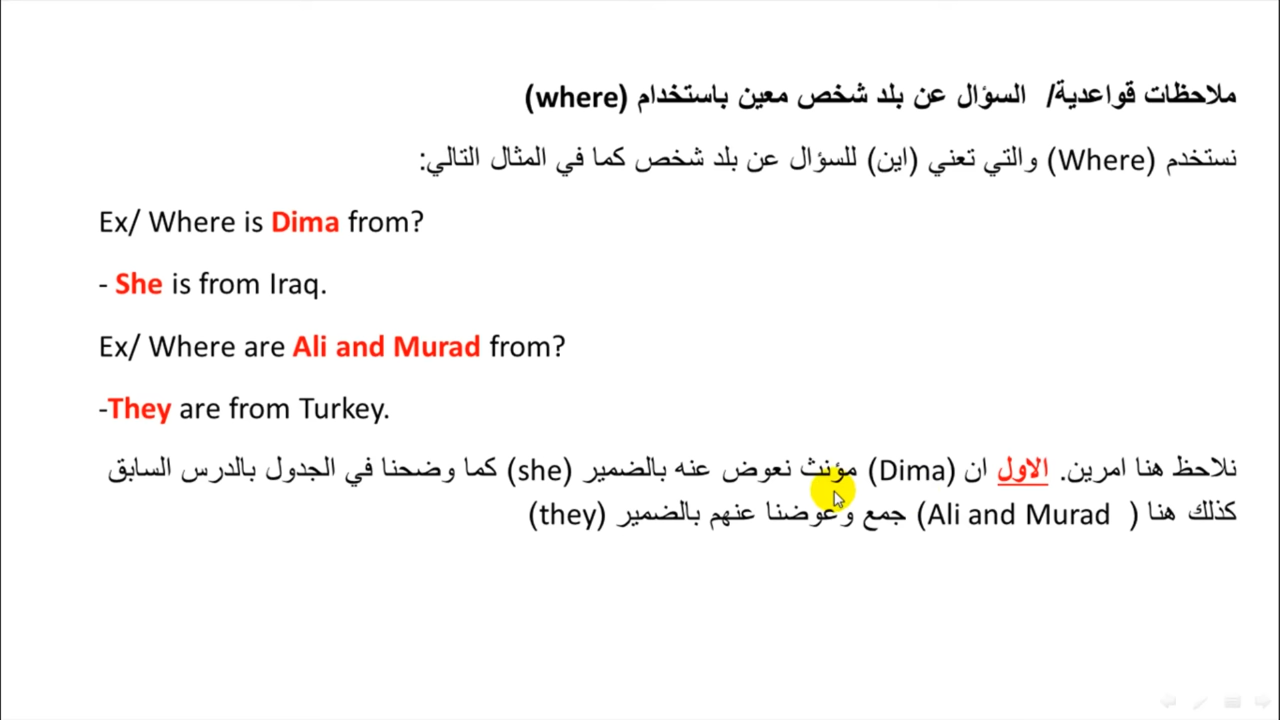 ملاحظات قواعدية/ السؤال عن بلد شخص معين باستخدام (where)
نستخدم (Where) والتي تعني (اين) للسؤال عن بلد شخص كما في المثال التالي:
Ex/ Where is Dima from?
- She is from Iraq.
Ex/ Where are Ali and Murad from?
-They are from Turkey.
نلاحظ هنا امرين. الاول ان (Dima) مؤنث نعوض عنه بالضمير (she) كما وضحنا في الجدول بالدرس السابق
كذلك هنا ( Ali and Murad) جمع وعوضنا عنهم بالضمير (they)